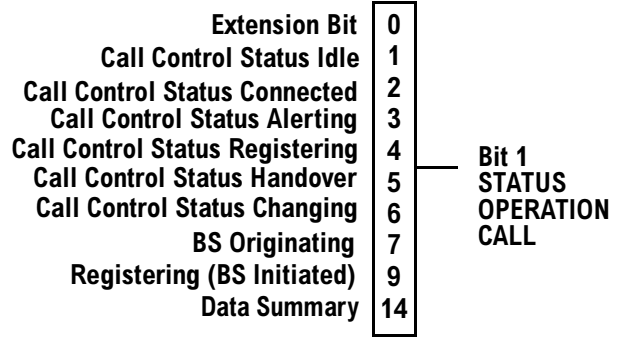 Extension Bit 0
Call Control Status Idle 1
Call Control Status Connected 2
Call Control Status Alerting 3
Call Control Status Registering 4
Call Control Status Handover 5
Call Control Status Changing 6
BS Originating 7
Registering (BS Initiated) 9
Data Summary 14
Bit 1
STATUS
OPERATION
CALL